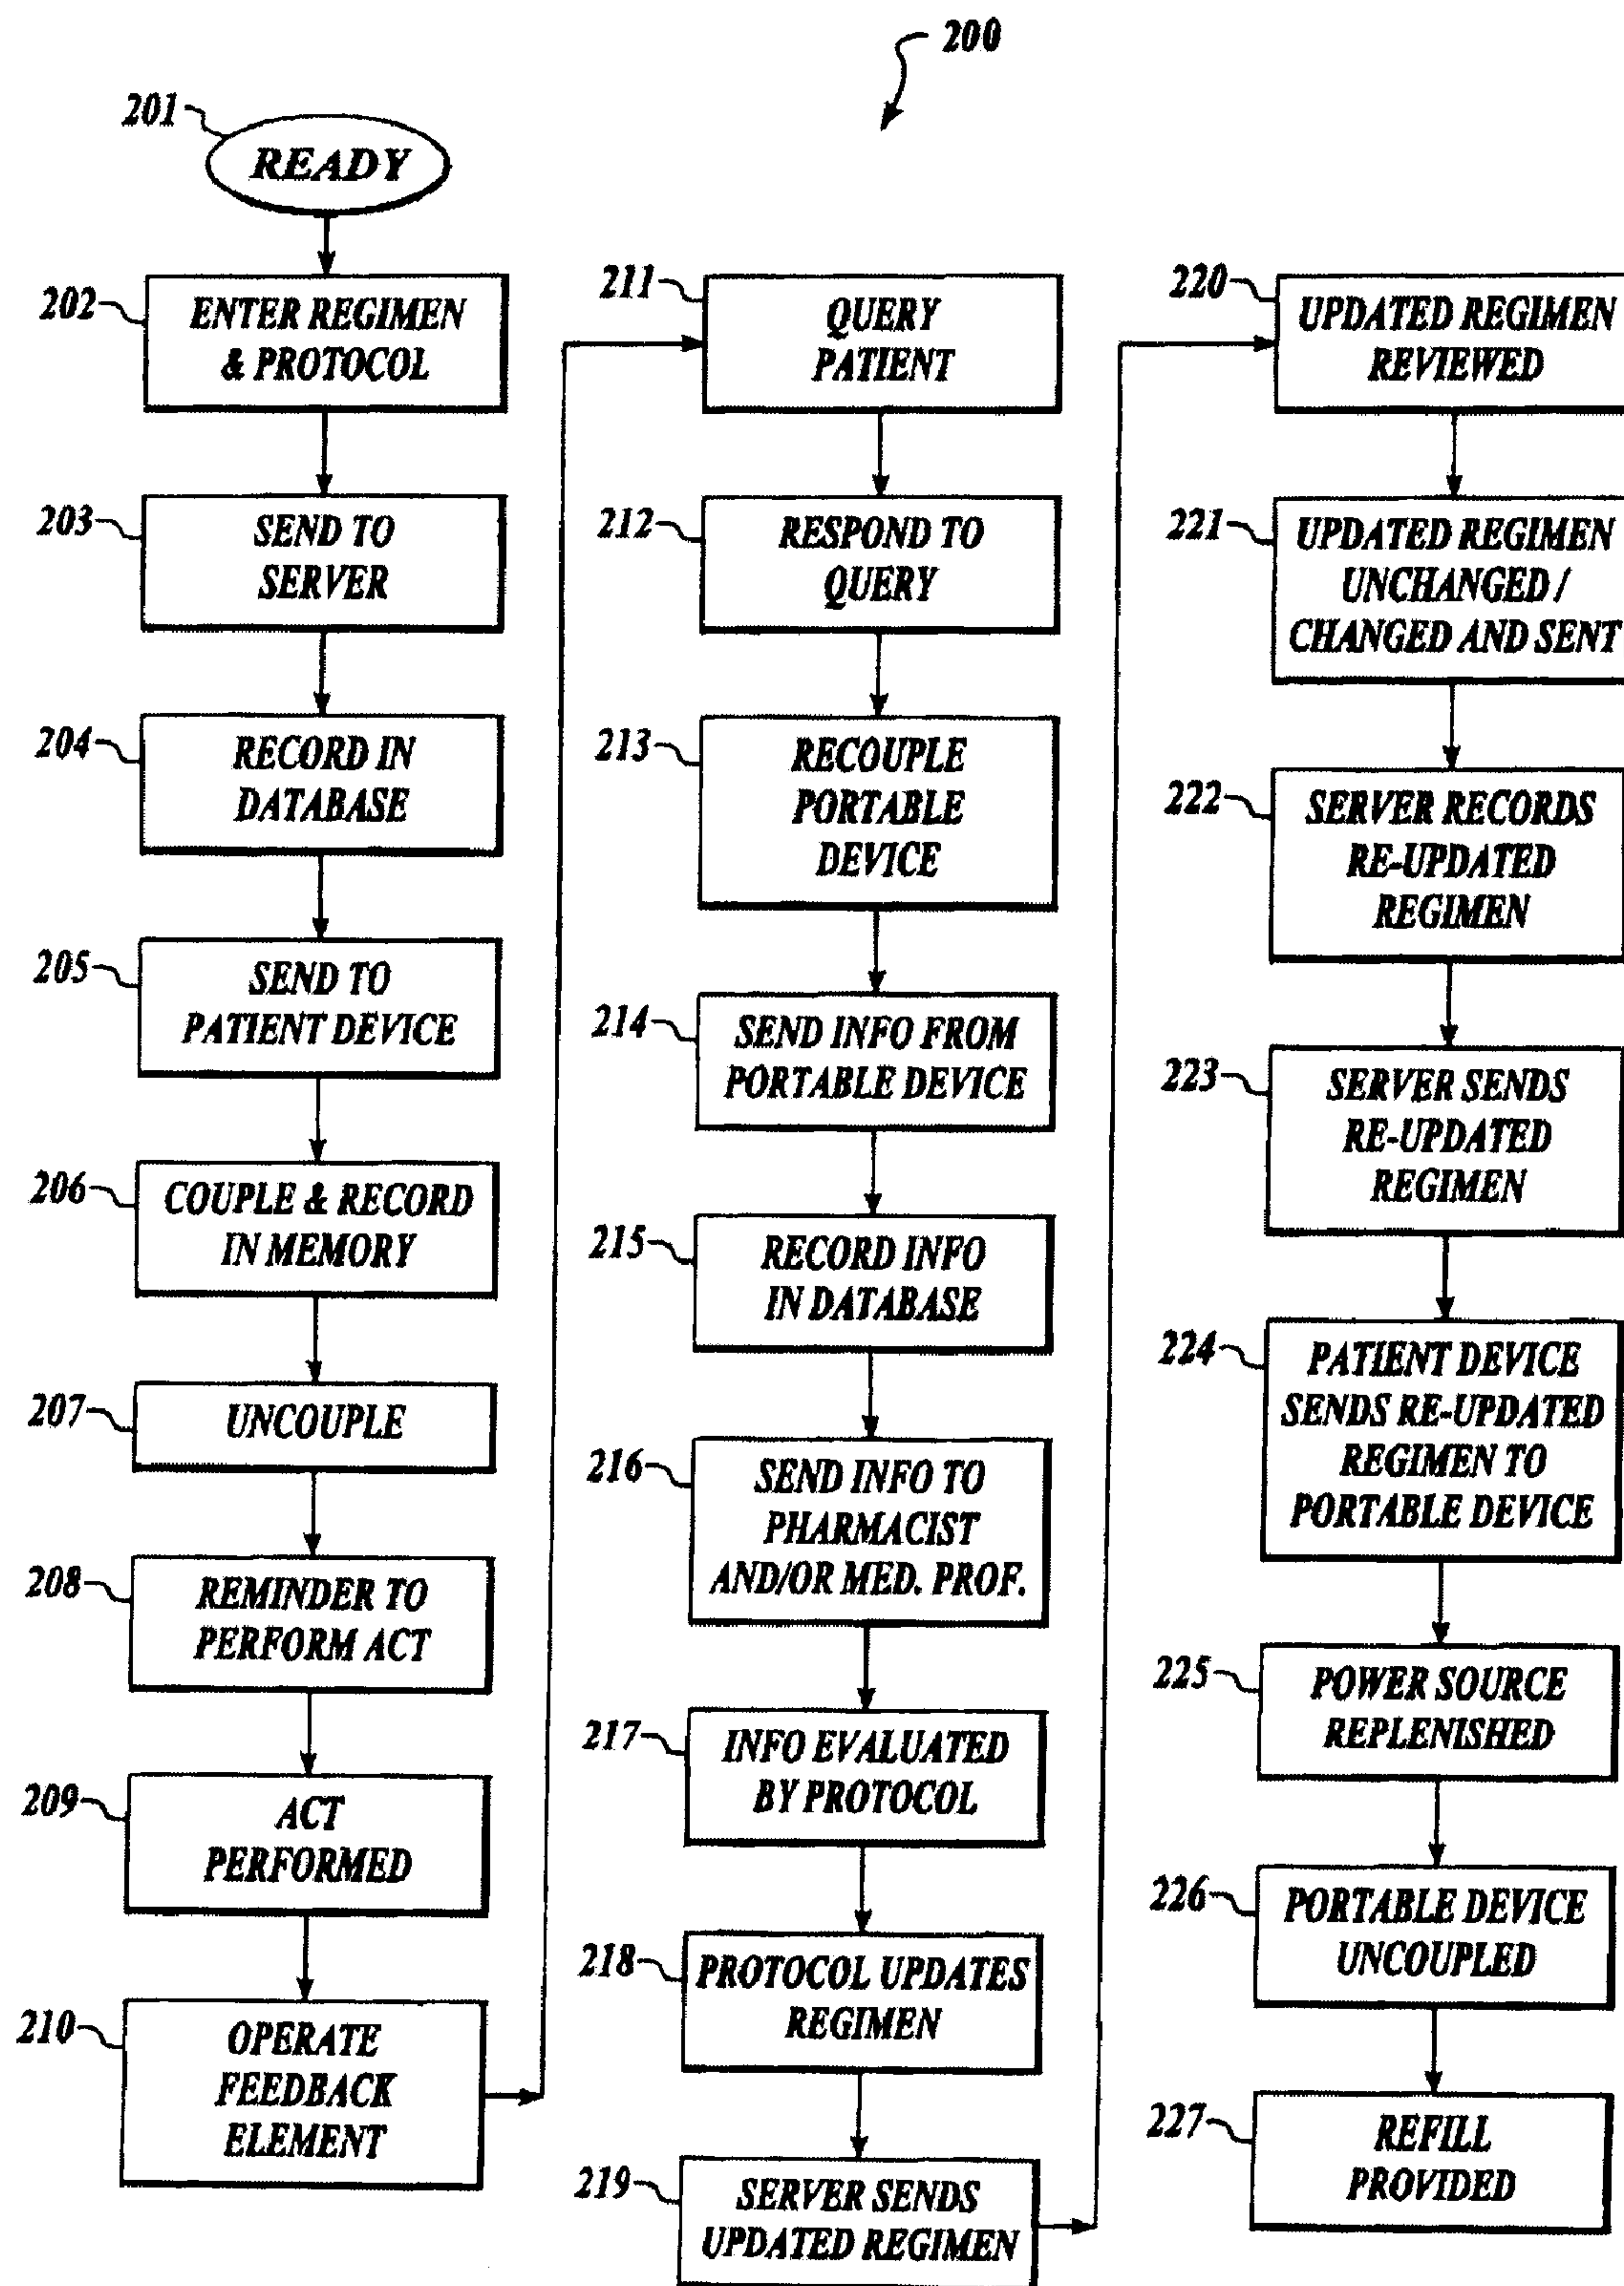 200
201
READY
202
ENTER REGIMEN
& PROTOCOL
203
SEND TO
SERVER
204
RECORD IN
DATABASE
205
SEND TO
PATIENT DEVICE
206
COUPLE & RECORD
IN MEMORY
207
UNCOUPLE
208
REMINDER TO
PERFORM ACT
209
ACT
PERFORMED
210
OPERATE
FEEDBACK
ELEMENT
211
QUERY
PATIENT
212
RESPOND TO
QUERY
213
RECOUPLE
PORTABLE
DEVICE
214
SEND INFO FROM
PORTABLE DEVICE
215
RECORD INFO
IN DATABASE
216
SEND INFO TO
PHARMACIST
AND/OR MED. PROF.
217
INFO EVALUATED
BY PROTOCOL
218
PROTOCOL UPDATES
REGIMEN
219
SERVER SENDS
UPDATED REGIMEN
220
UPDATED REGIMEN
REVIEWED
221
UPDATED REGIMEN
UNCHANGED /
CHANGED AND SENT
222
SERVER RECORDS
RE-UPDATED
REGIMEN
223
SERVER SENDS
RE-UPDATED
REGIMEN
224
PATIENT DEVICE
SENDS RE-UPDATED
REGIMEN TO
PORTABLE DEVICE
225
POWER SOURCE
REPLENISHED
226
PORTABLE DEVICE
UNCOUPLED
227
REFILL
PROVIDED